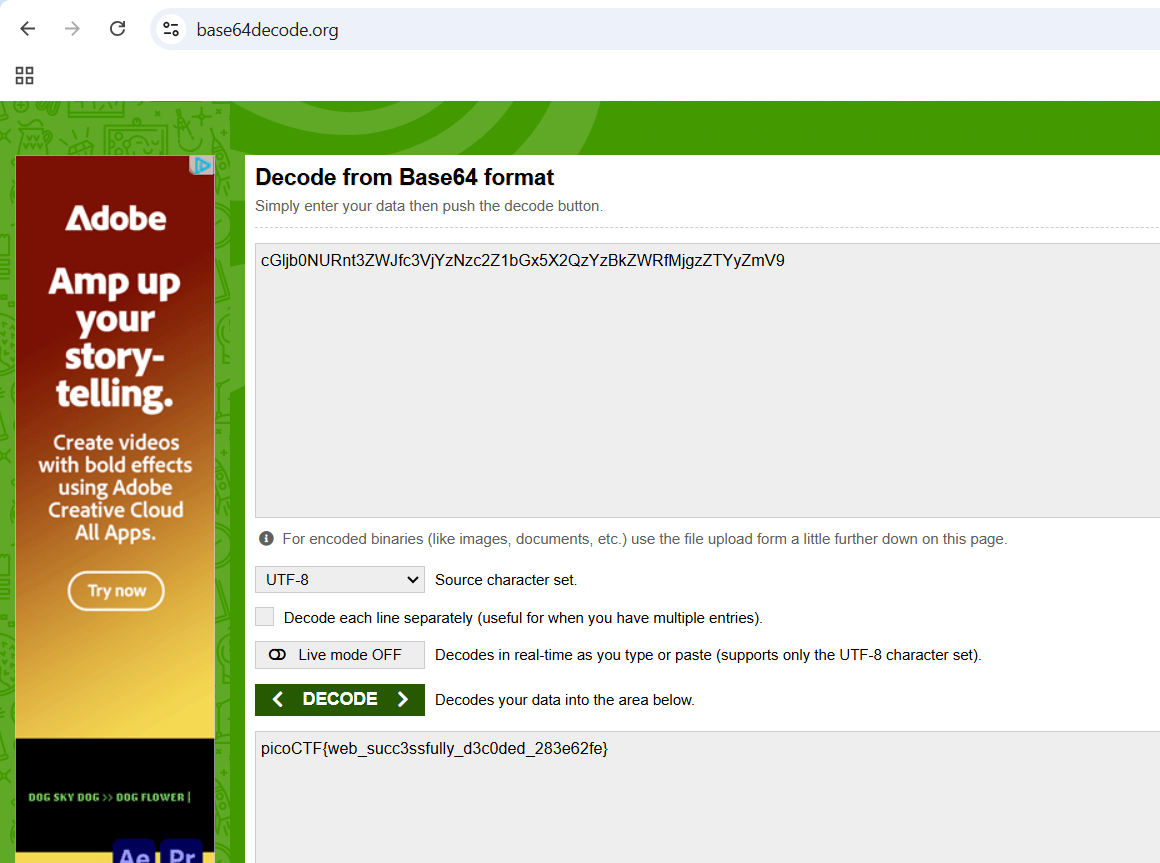 base64decode.org
Adobe
Amp up
your
story-
telling.
Create videos
with bold effects
using Adobe
Creative Cloud
All Apps.
Try now
DOG SKY DOG >> DOG FLOWER |
Ae Pr
Decode from Base64 format
Simply enter your data then push the decode button.
cGljb0NURnt3ZWJfc3VjYzNzc2Z1bGx5X2QzYzBkZWRfMjgzZTYyZmV9
For encoded binaries (like images, documents, etc.) use the file upload form a little further down on this page.
UTF-8 Source character set.
Decode each line separately (useful for when you have multiple entries).
Live mode OFF Decodes in real-time as you type or paste (supports only the UTF-8 character set).
< DECODE > Decodes your data into the area below.
picoCTF{web_succ3ssfully_d3c0ded_283e62fe}